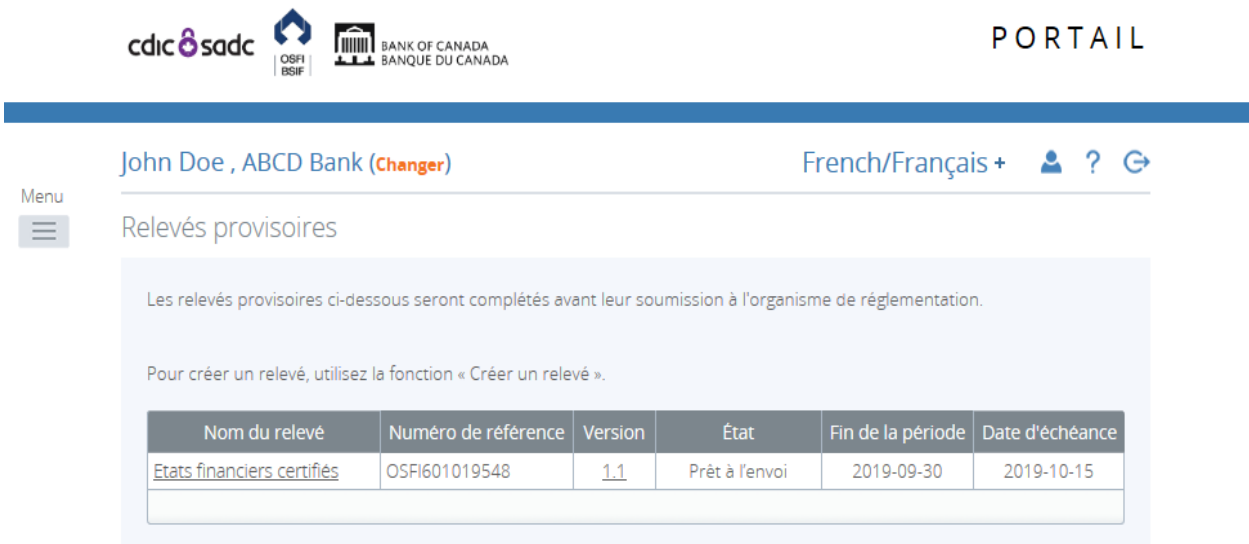 cdic sadc
OSFI
BSIF
BANK OF CANADA
BANQUE DU CANADA
PORTAIL
John Doe , ABCD Bank (Changer)
French/Français + ?
Menu
Relevés provisoires
Les relevés provisoires ci-dessous seront complétés avant leur soumission à l'organisme de réglementation.
Pour créer un relevé, utilisez la fonction « Créer un relevé ».
Nom du relevé Numéro de référence Version État Fin de la période Date d'échéance
Etats financiers certifiés OSFI601019548 1.1 Prèt à l’envoi 2019-09-30 2019-10-15